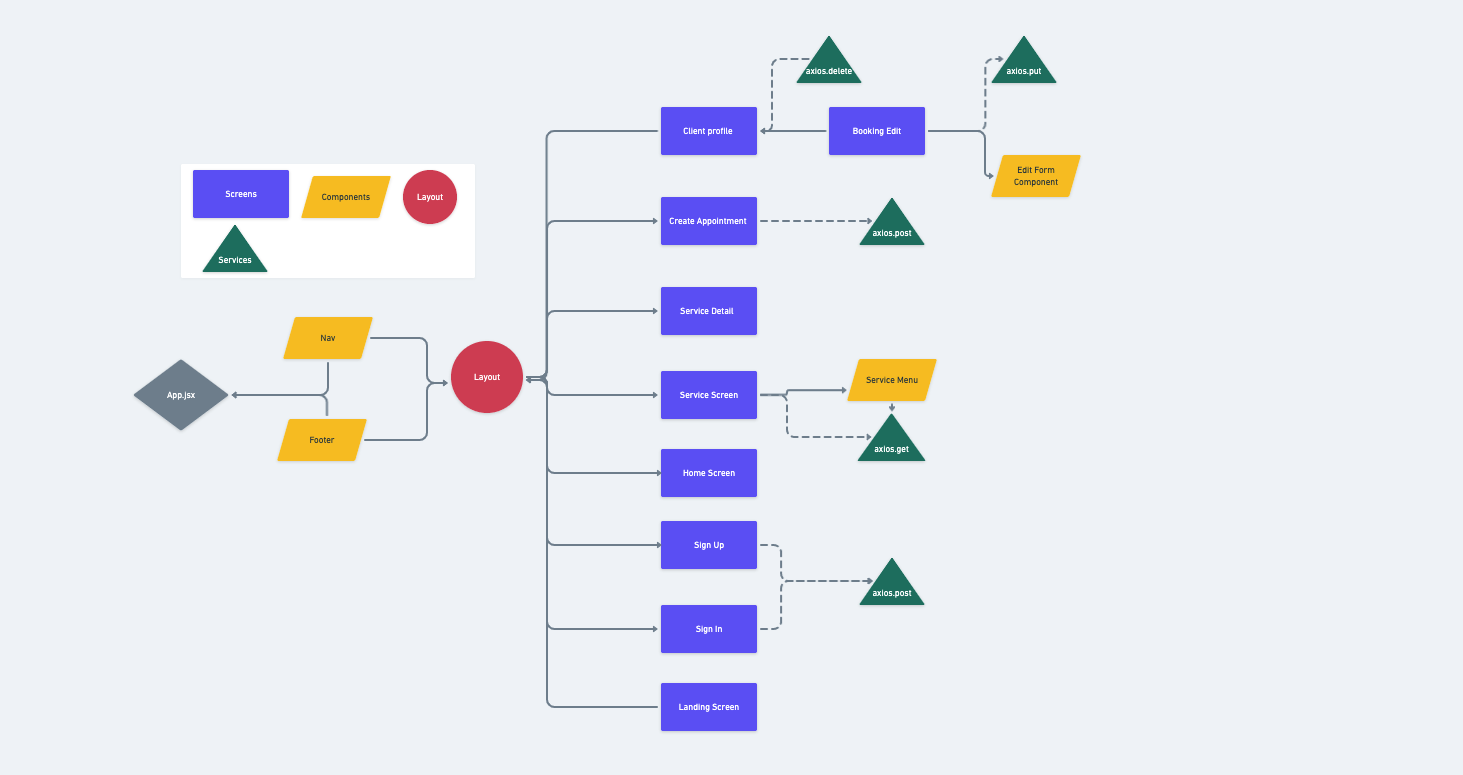 axios.delete
axios.put
Client profile
Booking Edit
Edit Form
Component
Screens
Components
Layout
Services
Create Appointment
axios.post
Service Detail
Nav
App.jsx
Footer
Layout
Service Screen
Service Menu
axios.get
Home Screen
Sign Up
axios.post
Sign In
Landing Screen